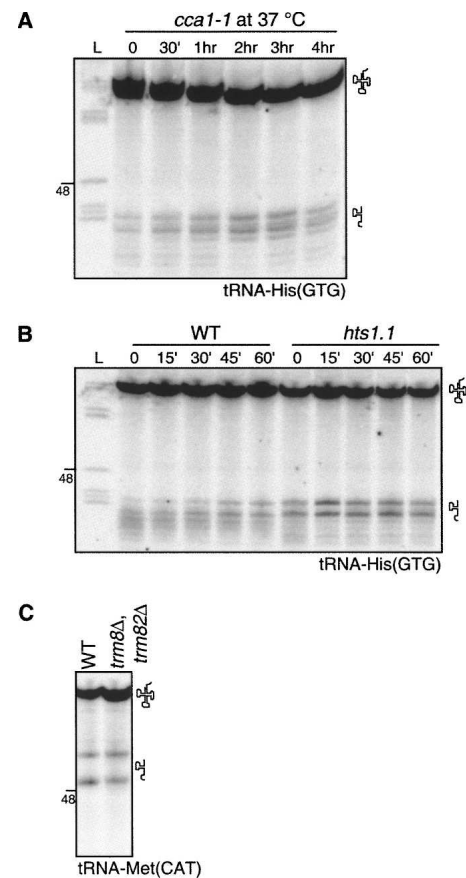 A
cca1-1 at 37 °C
L 0 30' 1hr 2hr 3hr 4hr
48
tRNA-His(GTG)
B
WT hts1.1
L 0 15' 30' 45' 60' 0 15' 30' 45' 60'
48
tRNA-His(GTG)
C
WT
trm8Δ,
trm82Δ
48
tRNA-Met(CAT)